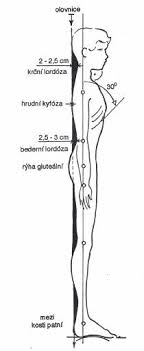 olovnice
2 - 2,5 cm
krční lordóza
30°
hrudní kyfóza
2,5 - 3 cm
bederní lordóza
rýha gluteální
mezi
kosti patní